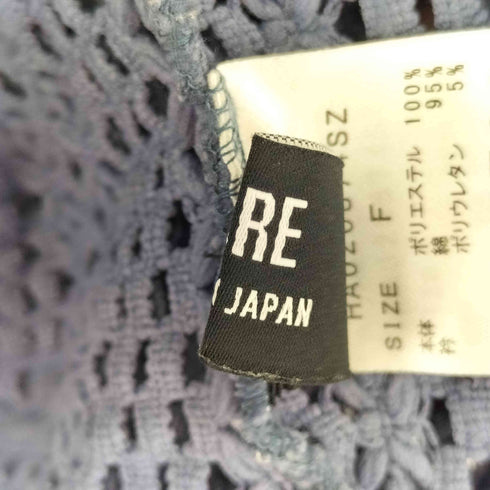 RE
JAPAN
SIZE F
本体 ポリエステル 100%
衿 綿 95%
ポリウレタン 5%